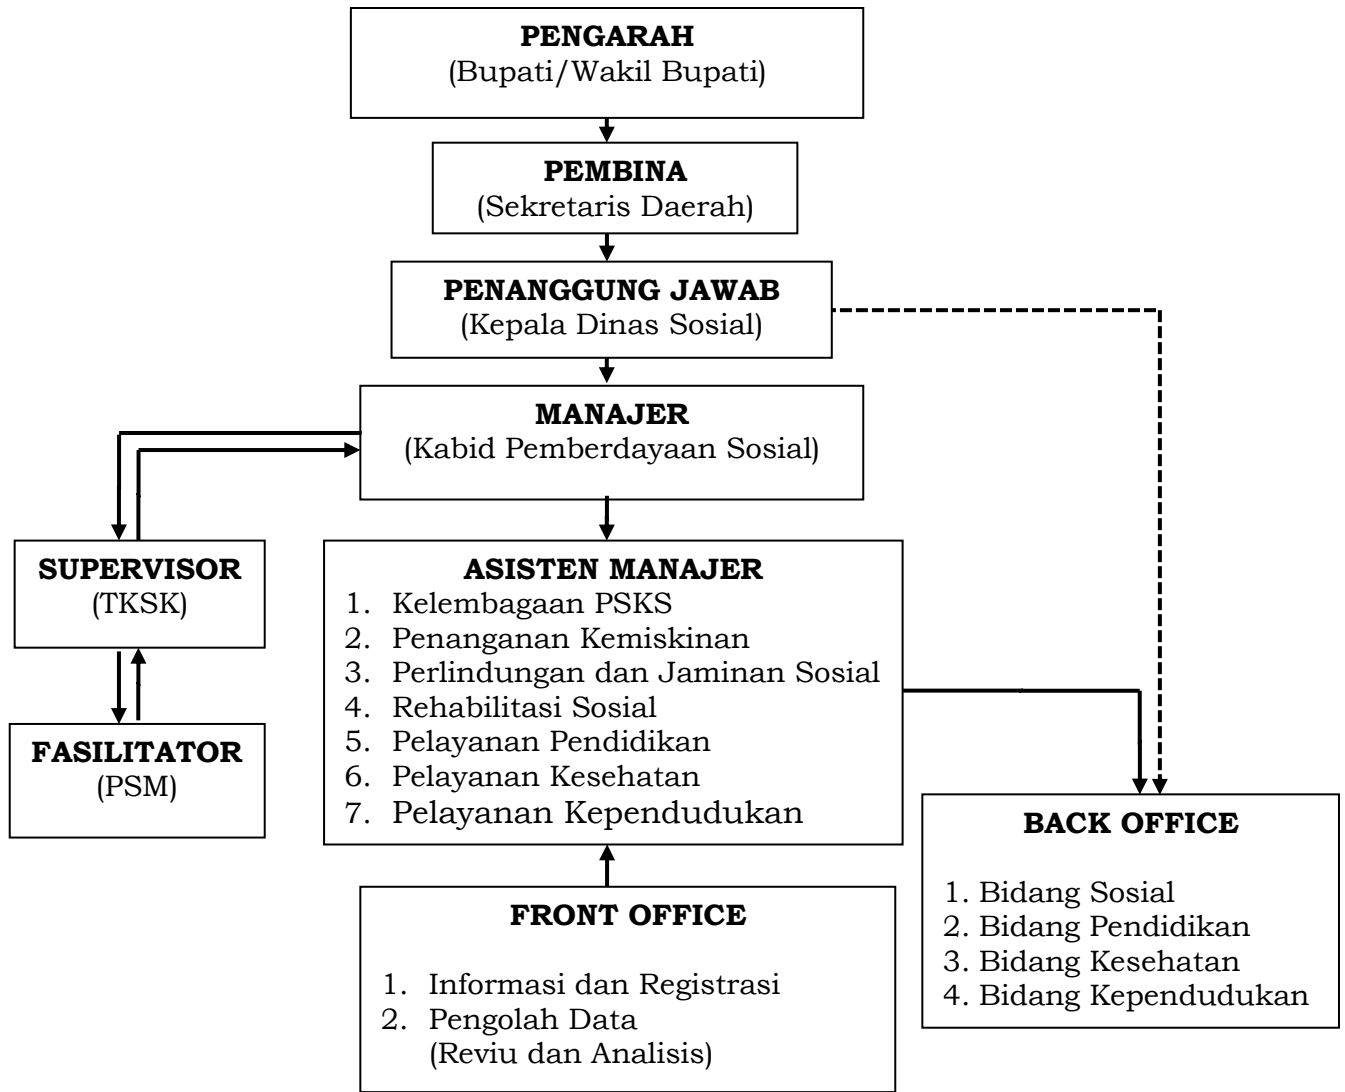 PENGARAH
(Bupati/Wakil Bupati)
PEMBINA
(Sekretaris Daerah)
PENANGGUNG JAWAB
(Kepala Dinas Sosial)
MANAJER
(Kabid Pemberdayaan Sosial)
SUPERVISOR
(TKSK)
FASILITATOR
(PSM)
ASISTEN MANAJER
1. Kelembagaan PSKS
2. Penanganan Kemiskinan
3. Perlindungan dan Jaminan Sosial
4. Rehabilitasi Sosial
5. Pelayanan Pendidikan
6. Pelayanan Kesehatan
7. Pelayanan Kependudukan
BACK OFFICE
1. Bidang Sosial
2. Bidang Pendidikan
3. Bidang Kesehatan
4. Bidang Kependudukan
FRONT OFFICE
1. Informasi dan Registrasi
2. Pengolah Data
(Reviu dan Analisis)